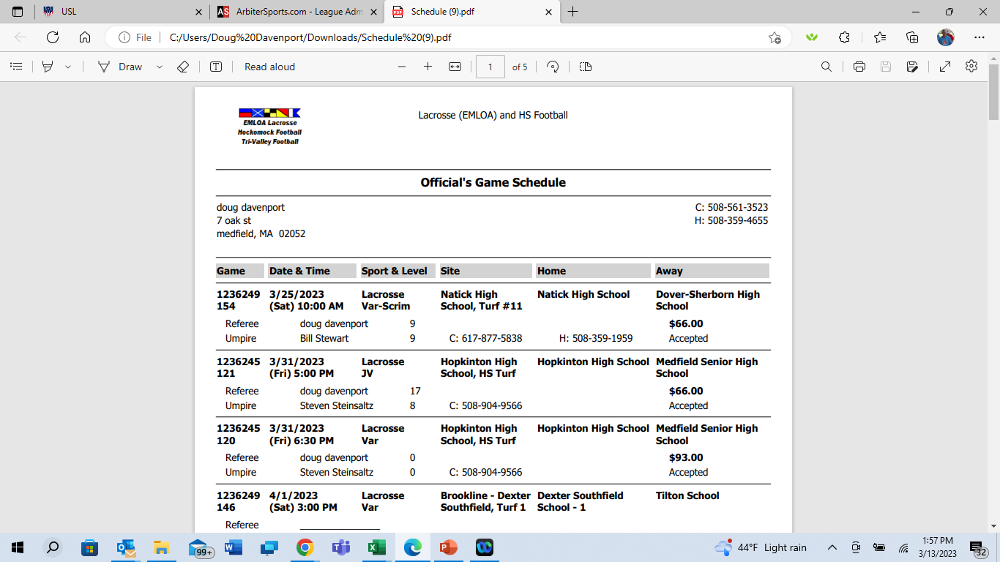 USL
ArbiterSports.com - League Adm
Schedule (9).pdf
File
C:/Users/Doug%20Davenport/Downloads/Schedule%20(9).pdf
Draw
Read aloud
1
of 5
EMLOA Lacrosse
Hockomock Football
Tri-Valley Football
Lacrosse (EMLOA) and HS Football
Official's Game Schedule
doug davenport C: 508-561-3523
7 oak st H: 508-359-4655
medfield, MA 02052
Game Date & Time Sport & Level Site Home Away
1236249 3/25/2023 Lacrosse Natick High Natick High School Dover-Sherborn High
154 (Sat) 10:00 AM Var-Scrim School, Turf #11 School
Referee doug davenport 9 $66.00
Umpire Bill Stewart 9 C: 617-877-5838 H: 508-359-1959 Accepted
1236245 3/31/2023 Lacrosse Hopkinton High Hopkinton High School Medfield Senior High
121 (Fri) 5:00 PM JV School, HS Turf School
Referee doug davenport 17 $66.00
Umpire Steven Steinsaltz 8 C: 508-904-9566 Accepted
1236245 3/31/2023 Lacrosse Hopkinton High Hopkinton High School Medfield Senior High
120 (Fri) 6:30 PM Var School, HS Turf School
Referee doug davenport 0 $93.00
Umpire Steven Steinsaltz 0 C: 508-904-9566 Accepted
1236249 4/1/2023 Lacrosse Brookline - Dexter Dexter Southfield Tilton School
146 (Sat) 3:00 PM Var Southfield, Turf 1 School - 1
Referee
99+
44°F Light rain
1:57 PM
3/13/2023
32